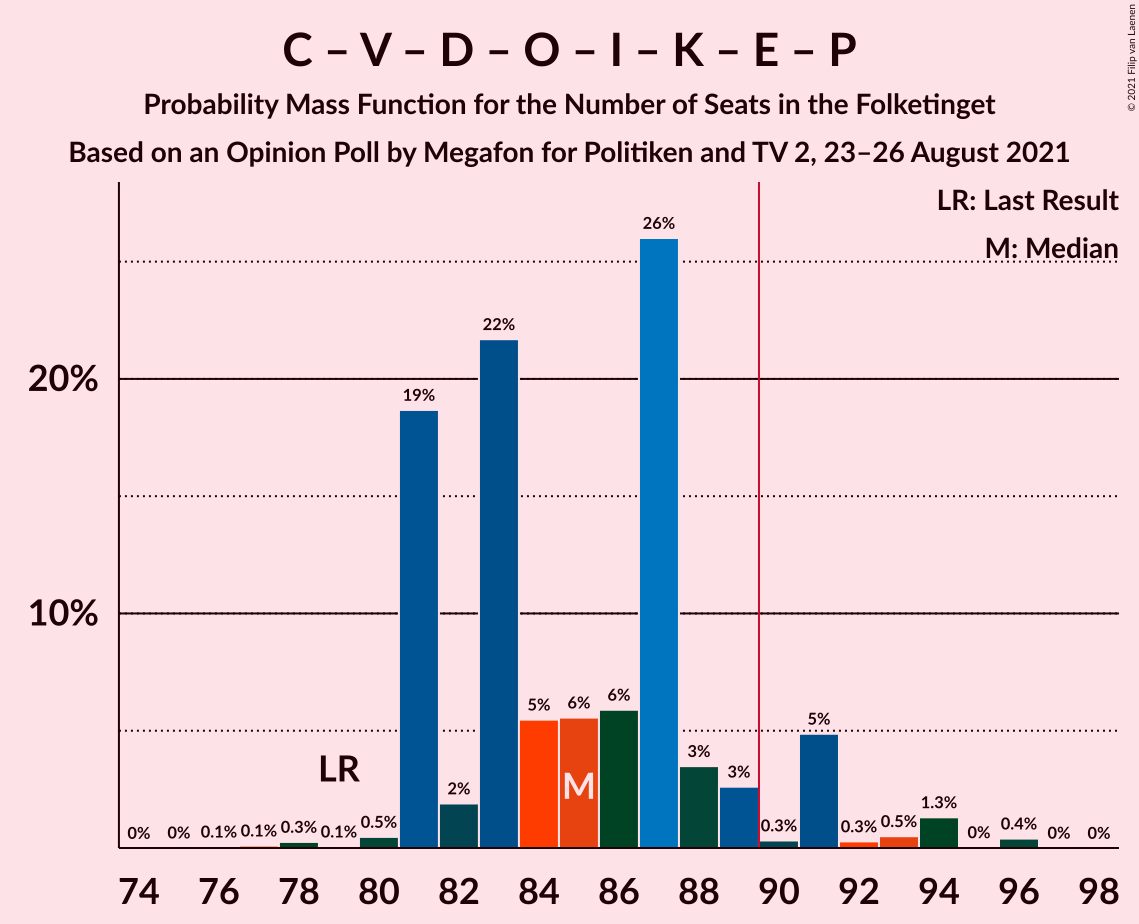 C – V – D – O – I – K – E – P
Probability Mass Function for the Number of Seats in the Folketinget
Based on an Opinion Poll by Megafon for Politiken and TV 2, 23–26 August 2021
© 2021 Filip van Laenen
LR: Last Result
M: Median
20%
10%
0% 0% 0.1% 0.1% 0.3% 0.1% 0.5% 19% 2% 22% 5% 6% 6% 26% 3% 3% 0.3% 5% 0.3% 0.5% 1.3% 0% 0.4% 0% 0%
LR
M
74 76 78 80 82 84 86 88 90 92 94 96 98